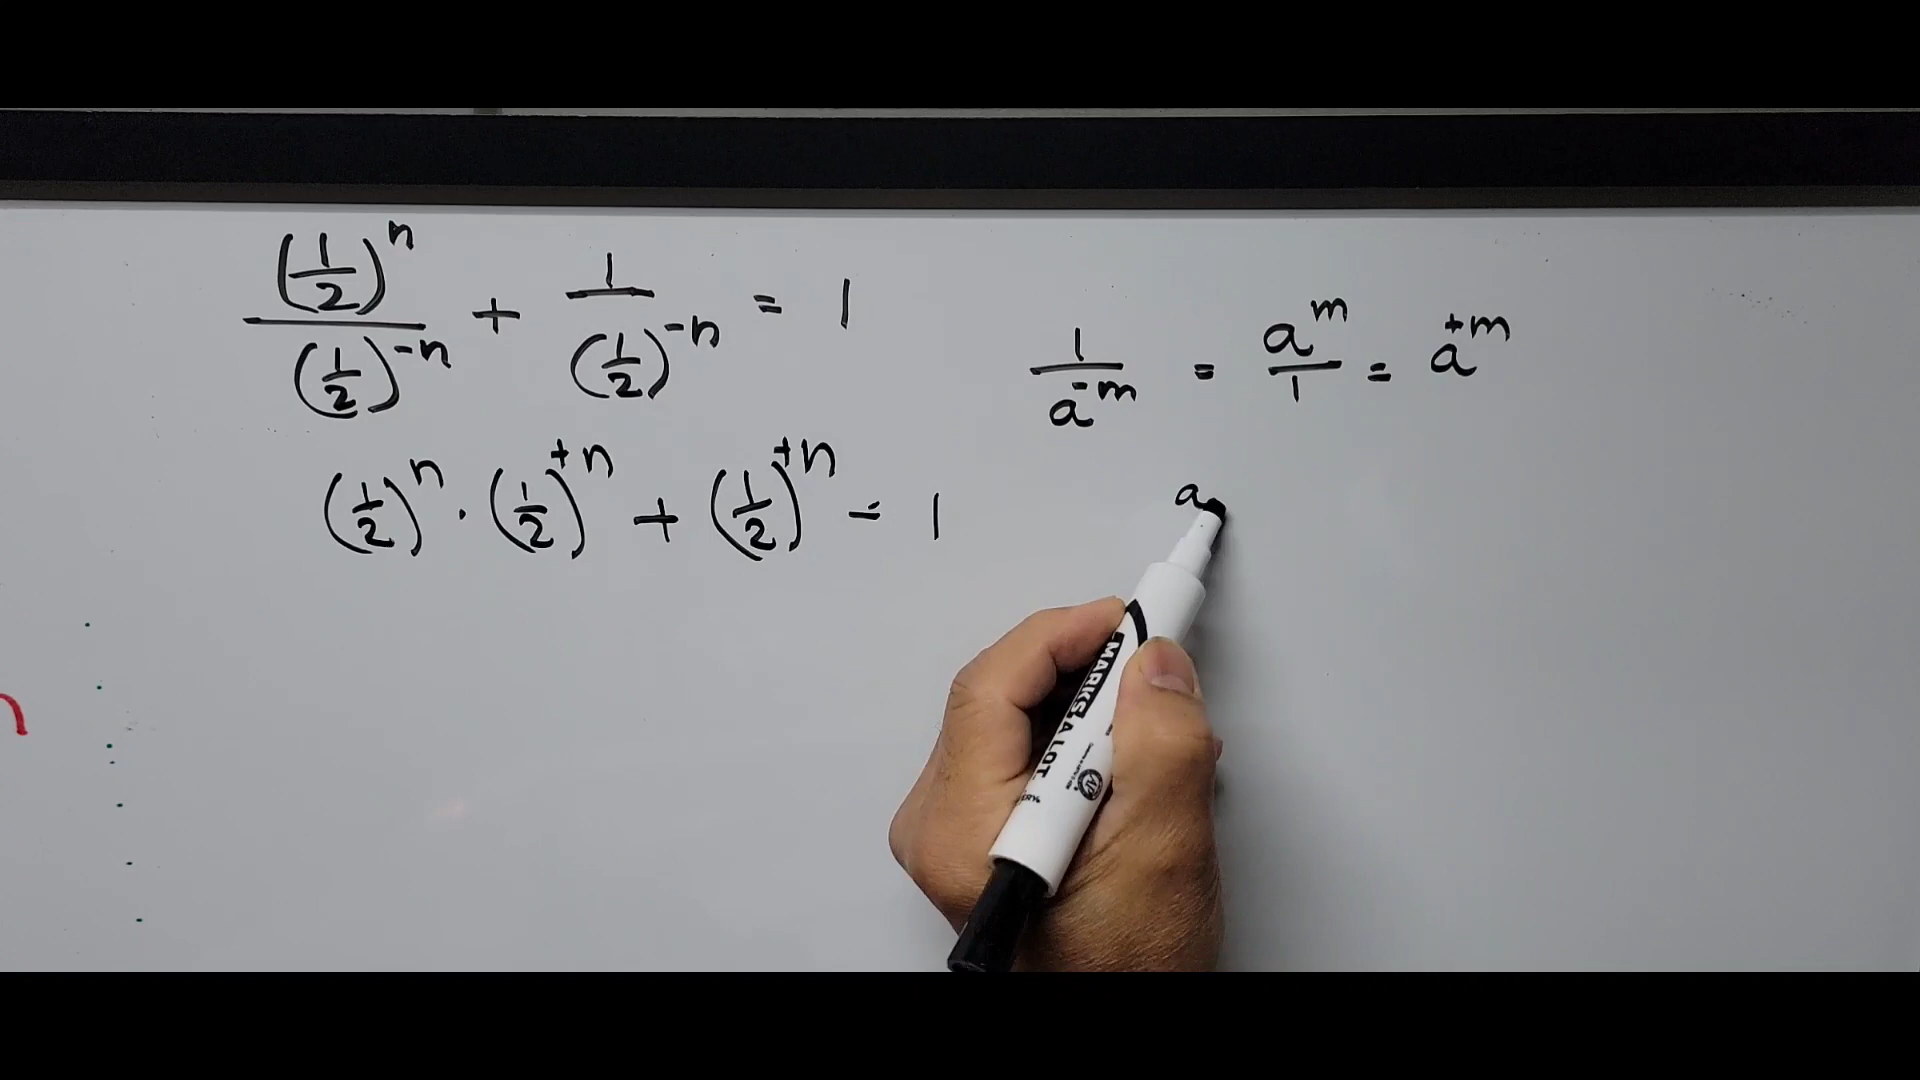 (1/2)^n / (1/2)^-n + 1 / (1/2)^-n = 1
1 / a^-m = a^m / 1 = a^+m
(1/2)^n · (1/2)^+n + (1/2)^+n = 1
a
MARKS A LOT